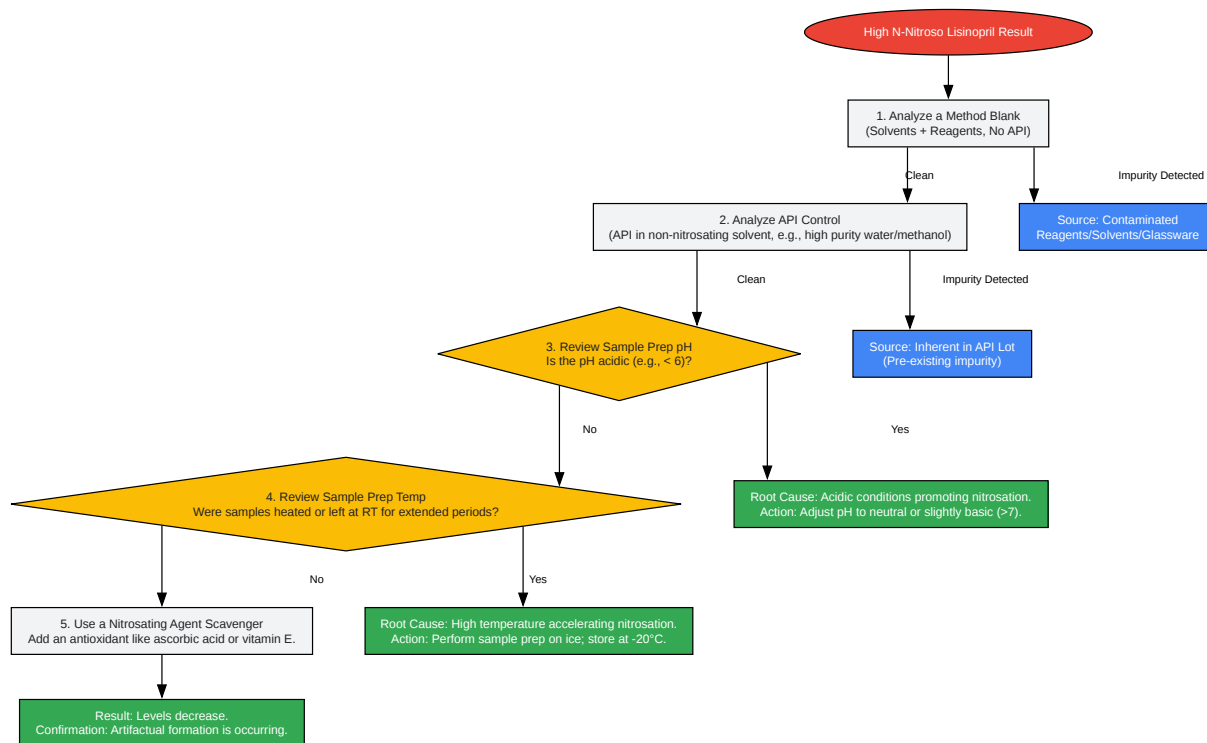 High N-Nitroso Lisinopril Result
1. Analyze a Method Blank
(Solvents + Reagents, No API)
Clean
Impurity Detected
2. Analyze API Control
(API in non-nitrosating solvent, e.g., high purity water/methanol)
Source: Contaminated
Reagents/Solvents/Glassware
Clean
Impurity Detected
3. Review Sample Prep pH
Is the pH acidic (e.g., < 6)?
Source: Inherent in API Lot
(Pre-existing impurity)
No
Yes
4. Review Sample Prep Temp
Were samples heated or left at RT for extended periods?
Root Cause: Acidic conditions promoting nitrosation.
Action: Adjust pH to neutral or slightly basic (>7).
No
Yes
5. Use a Nitrosating Agent Scavenger
Add an antioxidant like ascorbic acid or vitamin E.
Root Cause: High temperature accelerating nitrosation.
Action: Perform sample prep on ice; store at -20°C.
Result: Levels decrease.
Confirmation: Artifactual formation is occurring.